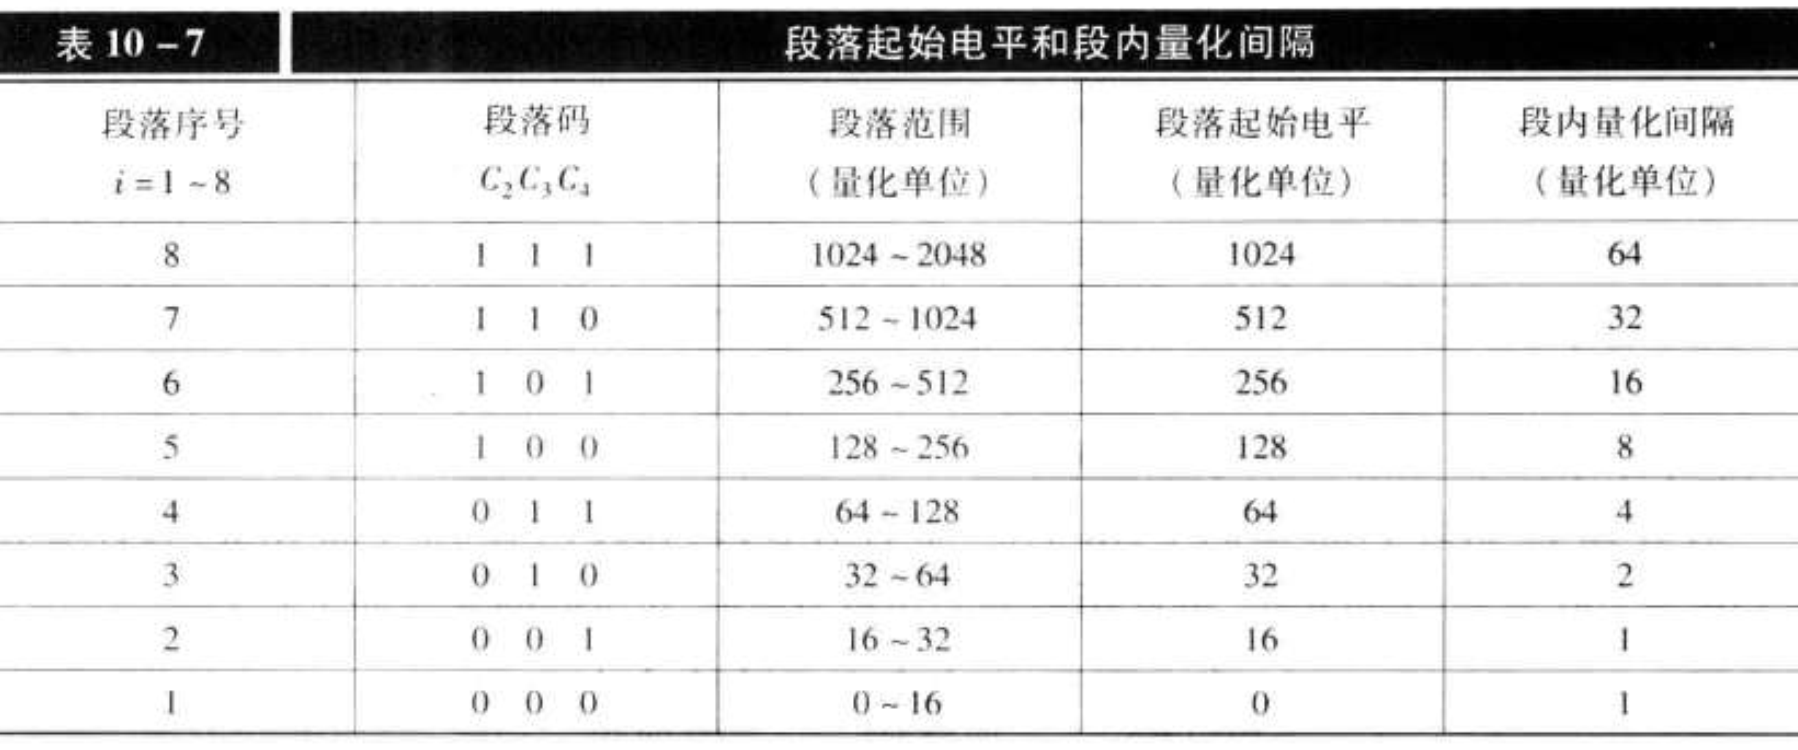 表 10-7 段落起始电平和段内量化间隔
段落序号 段落码 段落范围 段落起始电平 段内量化间隔
i=1~8 C₂C₃C₄ (量化单位) (量化单位) (量化单位)
8 1 1 1 1024~2048 1024 64
7 1 1 0 512~1024 512 32
6 1 0 1 256~512 256 16
5 1 0 0 128~256 128 8
4 0 1 1 64~128 64 4
3 0 1 0 32~64 32 2
2 0 0 1 16~32 16 1
1 0 0 0 0~16 0 1